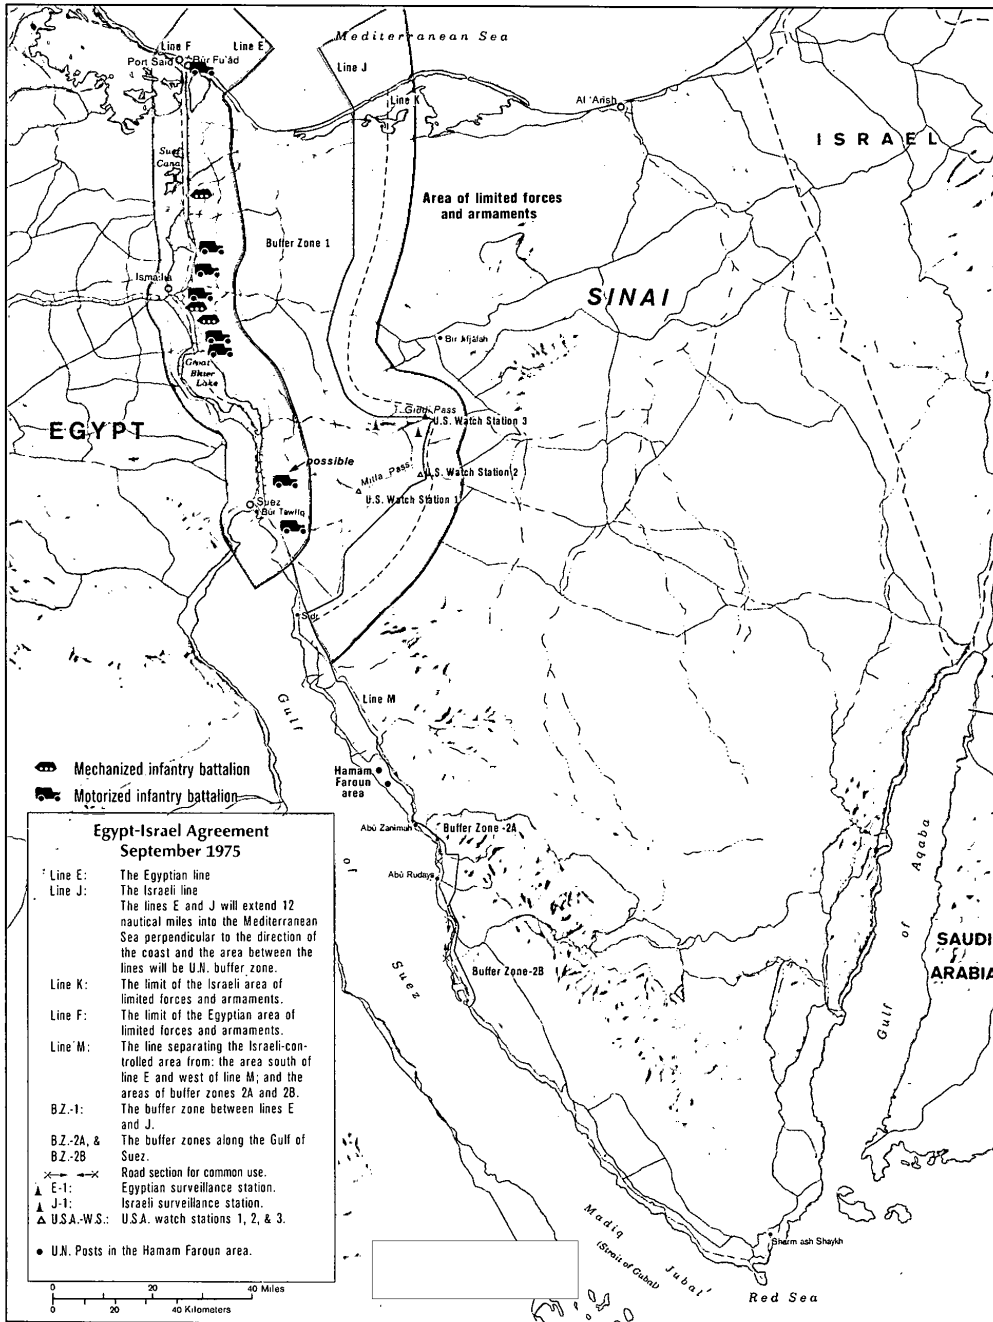 Mediterranean Sea
Line F
Line E
Port Said
Būr Fu'ād
Line J
Line K
Al 'Arish
ISRAEL
Suez
Canal
Area of limited forces
and armaments
Buffer Zone 1
SINAI
Great
Bitter
Lake
EGYPT
Giddi Pass
U.S. Watch Station 3
possible
Mitla Pass
U.S. Watch Station 2
U.S. Watch Station 1
Suez
Būr Tawfīq
Sidr
Line M
Gulf
of
Suez
Hamam
Faroun
area
Mechanized infantry battalion
Motorized infantry battalion
Abū Zanimah
Buffer Zone -2A
Abū Rudays
Buffer Zone-2B
Gulf
of
Aqaba
SAUDI
ARABIA
Egypt-Israel Agreement
September 1975
Line E: The Egyptian line
Line J: The Israeli line
The lines E and J will extend 12
nautical miles into the Mediterranean
Sea perpendicular to the direction of
the coast and the area between the
lines will be U.N. buffer zone.
Line K: The limit of the Israeli area of
limited forces and armaments.
Line F: The limit of the Egyptian area of
limited forces and armaments.
Line M: The line separating the Israeli-con-
trolled area from: the area south of
line E and west of line M; and the
areas of buffer zones 2A and 2B.
B.Z.-1: The buffer zone between lines E
and J.
B.Z.-2A, & The buffer zones along the Gulf of
B.Z.-2B Suez.
Road section for common use.
E-1: Egyptian surveillance station.
J-1: Israeli surveillance station.
U.S.A.-W.S.: U.S.A. watch stations 1, 2, & 3.
U.N. Posts in the Hamam Faroun area.
0 20 40 Miles
0 20 40 Kilometers
Madiq
Jubal
(Strait of Gubal)
Sharm ash Shaykh
Red Sea